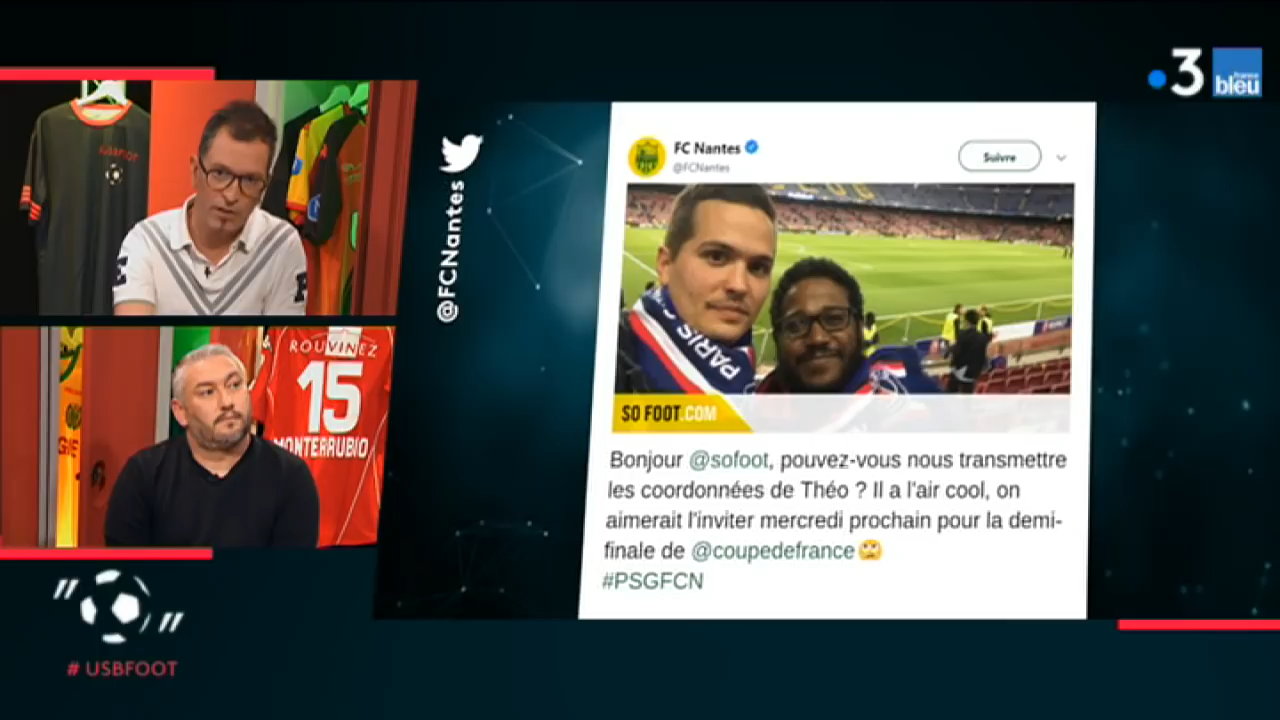 3
france
bleu
FC Nantes
@FCNantes
Suivre
@FCNantes
PARIS
SO FOOT.COM
Bonjour @sofoot, pouvez-vous nous transmettre
les coordonnées de Théo ? Il a l'air cool, on
aimerait l'inviter mercredi prochain pour la demi-
finale de @coupedefrance🙄
#PSGFCN
ROUVINEZ
15
MONTERRUBIO
# USBFOOT